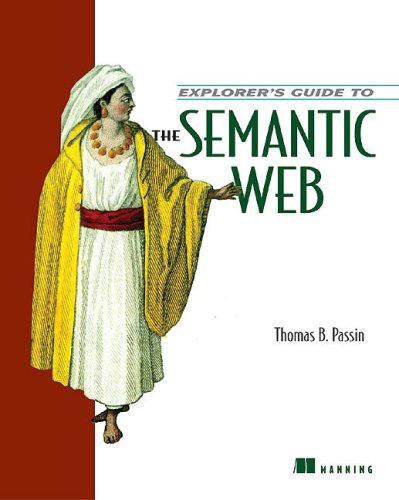 EXPLORER'S GUIDE TO
THE SEMANTIC
WEB
Thomas B. Passin
MANNING